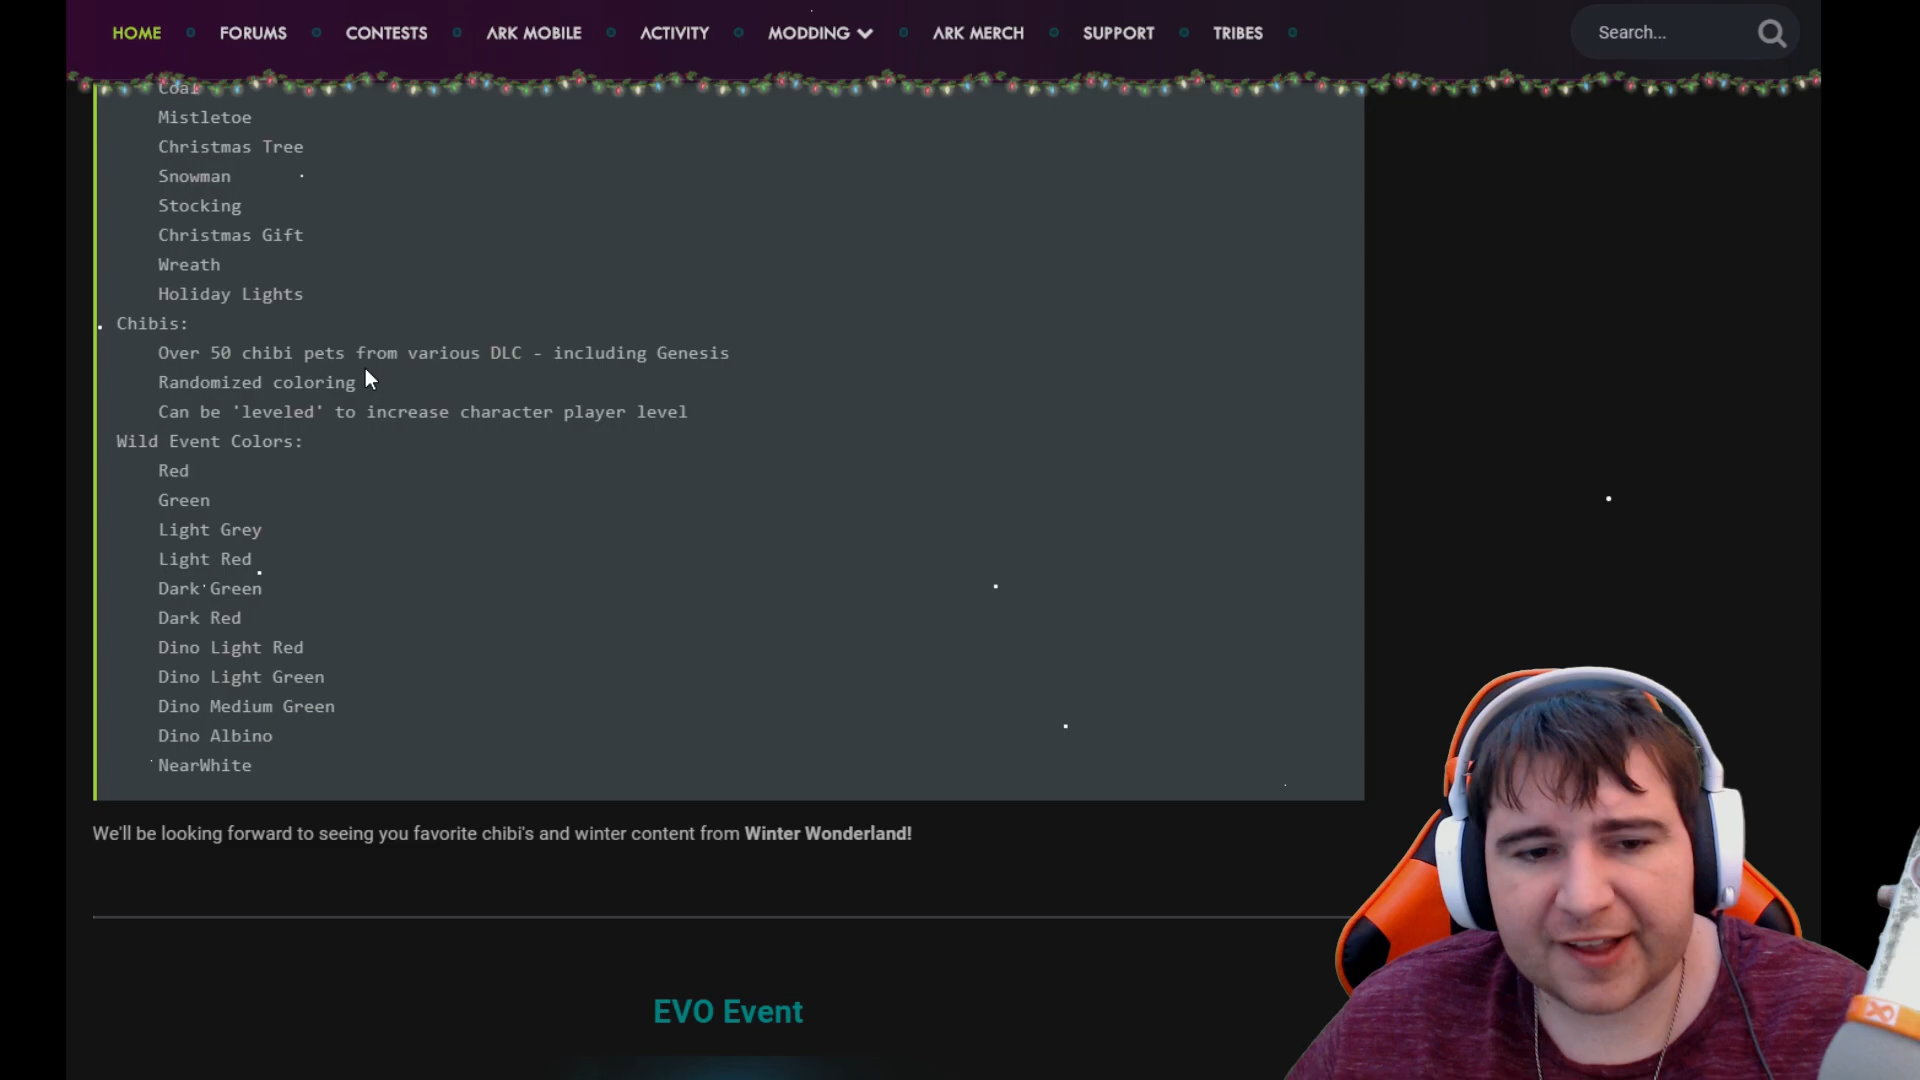 HOME FORUMS CONTESTS ARK MOBILE ACTIVITY MODDING ARK MERCH SUPPORT TRIBES Search...
Coal
Mistletoe
Christmas Tree
Snowman
Stocking
Christmas Gift
Wreath
Holiday Lights
Chibis:
Over 50 chibi pets from various DLC - including Genesis
Randomized coloring
Can be 'leveled' to increase character player level
Wild Event Colors:
Red
Green
Light Grey
Light Red
Dark Green
Dark Red
Dino Light Red
Dino Light Green
Dino Medium Green
Dino Albino
NearWhite
We'll be looking forward to seeing you favorite chibi's and winter content from Winter Wonderland!
EVO Event